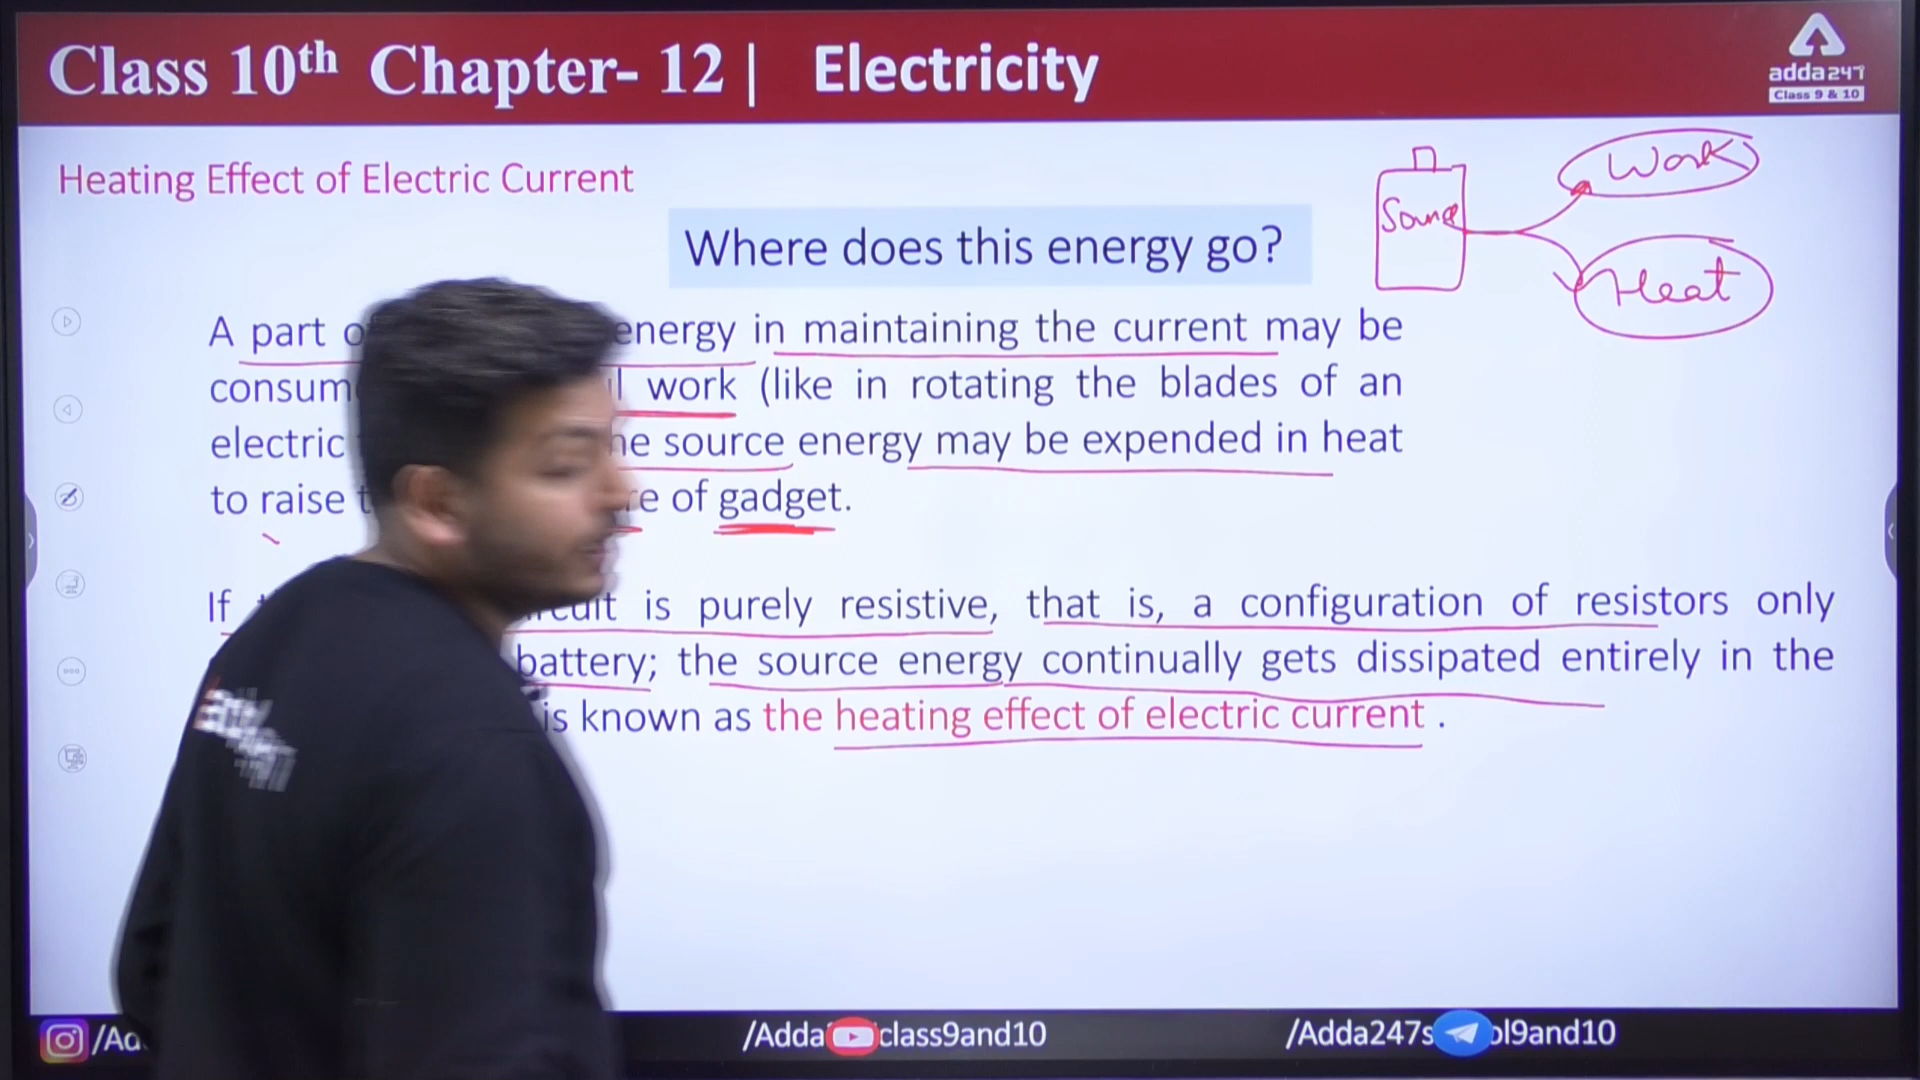 Class 10th Chapter- 12 | Electricity
adda247
Class 9 & 10
Heating Effect of Electric Current
Work
Source
Where does this energy go?
Heat
A part energy in maintaining the current may be
work (like in rotating the blades of an
electric source energy may be expended in heat
to raise of gadget.
If is purely resistive, that is, a configuration of resistors only
battery; the source energy continually gets dissipated entirely in the
is known as the heating effect of electric current .
/Adda class9and10
/Adda247s ol9and10